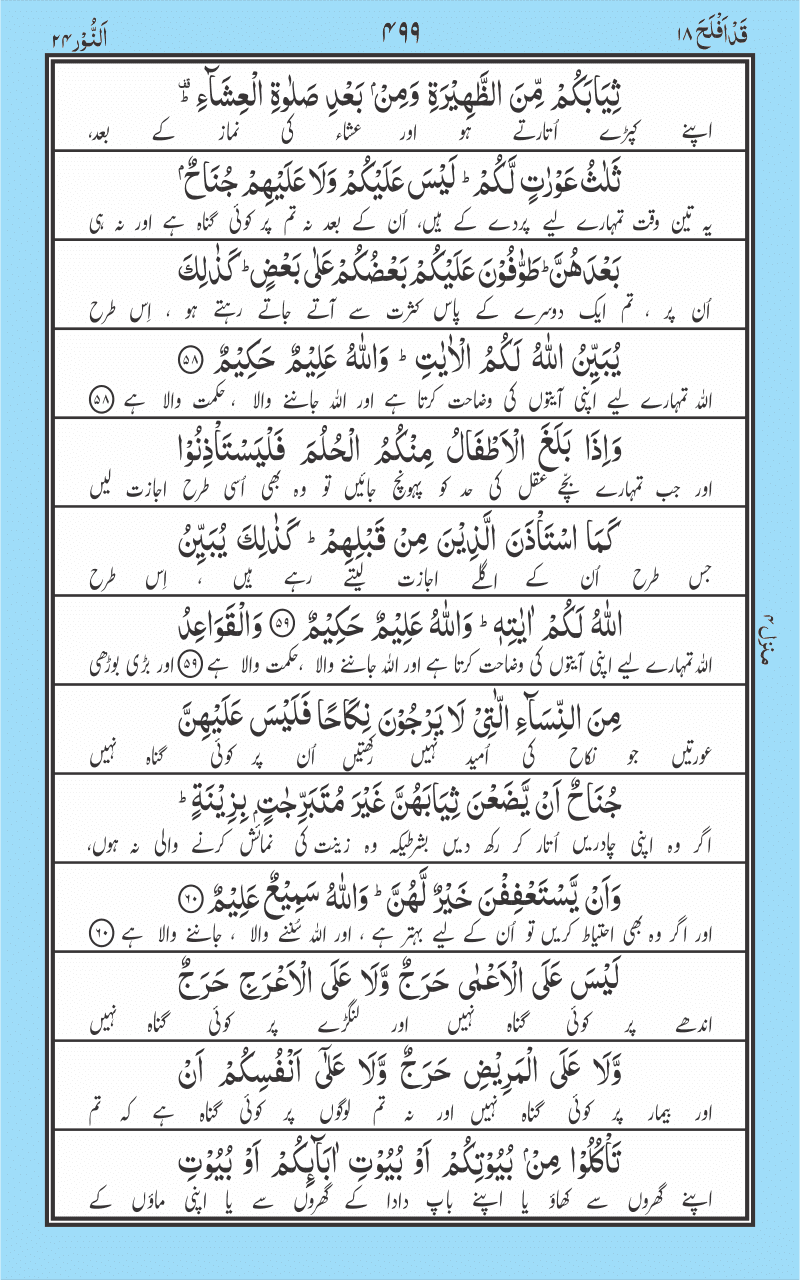 قَدْ اَفْلَحَ ١٨
۴۹۹
اَلنُّوْر ٢٤
ثِيَابَكُمْ مِّنَ الظَّهِيْرَةِ وَمِنْۢ بَعْدِ صَلٰوةِ الْعِشَآءِ ؕ۫
اپنے کپڑے اُتارتے ہو اور عشاء کی نماز کے بعد،
ثَلٰثُ عَوْرٰتٍ لَّكُمْ ؕ لَيْسَ عَلَيْكُمْ وَلَا عَلَيْهِمْ جُنَاحٌۢ
یہ تین وقت تمہارے لیے پردے کے ہیں، اُن کے بعد نہ تم پر کوئی گناہ ہے اور نہ ہی
بَعْدَهُنَّ ؕ طَوّٰفُوْنَ عَلَيْكُمْ بَعْضُكُمْ عَلٰى بَعْضٍ ؕ كَذٰلِكَ
اُن پر ، تم ایک دوسرے کے پاس کثرت سے آتے جاتے رہتے ہو ، اِس طرح
يُبَيِّنُ اللّٰهُ لَكُمُ الْاٰيٰتِ ؕ وَاللّٰهُ عَلِيْمٌ حَكِيْمٌ ۵۸
اللہ تمہارے لیے اپنی آیتوں کی وضاحت کرتا ہے اور اللہ جاننے والا ، حکمت والا ہے ۵۸
وَاِذَا بَلَغَ الْاَطْفَالُ مِنْكُمُ الْحُلُمَ فَلْيَسْتَاْذِنُوْا
اور جب تمہارے بچّے عقل کی حد کو پہونچ جائیں تو وہ بھی اُسی طرح اجازت لیں
كَمَا اسْتَاْذَنَ الَّذِيْنَ مِنْ قَبْلِهِمْ ؕ كَذٰلِكَ يُبَيِّنُ
جس طرح اُن کے اگلے اجازت لیتے رہے ہیں ، اِس طرح
اللّٰهُ لَكُمْ اٰيٰتِهٖ ؕ وَاللّٰهُ عَلِيْمٌ حَكِيْمٌ ۵۹ وَالْقَوَاعِدُ
اللہ تمہارے لیے اپنی آیتوں کی وضاحت کرتا ہے اور اللہ جاننے والا ،حکمت والا ہے ۵۹ اور بڑی بوڑھی
مِنَ النِّسَآءِ الّٰتِيْ لَا يَرْجُوْنَ نِكَاحًا فَلَيْسَ عَلَيْهِنَّ
عورتیں جو نکاح کی اُمید نہیں رکھتیں اُن پر کوئی گناہ نہیں
جُنَاحٌ اَنْ يَّضَعْنَ ثِيَابَهُنَّ غَيْرَ مُتَبَرِّجٰتٍۭ بِزِيْنَةٍ ؕ
اگر وہ اپنی چادریں اُتار کر رکھ دیں بشرطیکہ وہ زینت کی نمائش کرنے والی نہ ہوں،
وَاَنْ يَّسْتَعْفِفْنَ خَيْرٌ لَّهُنَّ ؕ وَاللّٰهُ سَمِيْعٌ عَلِيْمٌ ۶۰
اور اگر وہ بھی احتیاط کریں تو اُن کے لیے بہتر ہے ، اور اللہ سُننے والا ، جاننے والا ہے ۶۰
لَيْسَ عَلَى الْاَعْمٰى حَرَجٌ وَّلَا عَلَى الْاَعْرَجِ حَرَجٌ
اندھے پر کوئی گناہ نہیں اور لنگڑے پر کوئی گناہ نہیں
وَّلَا عَلَى الْمَرِيْضِ حَرَجٌ وَّلَا عَلٰٓى اَنْفُسِكُمْ اَنْ
اور بیمار پر کوئی گناہ نہیں اور نہ تم لوگوں پر کوئی گناہ ہے کہ تم
تَاْكُلُوْا مِنْۢ بُيُوْتِكُمْ اَوْ بُيُوْتِ اٰبَآئِكُمْ اَوْ بُيُوْتِ
اپنے گھروں سے کھاؤ یا اپنے باپ دادا کے گھروں سے یا اپنی ماؤں کے
منزل ۴